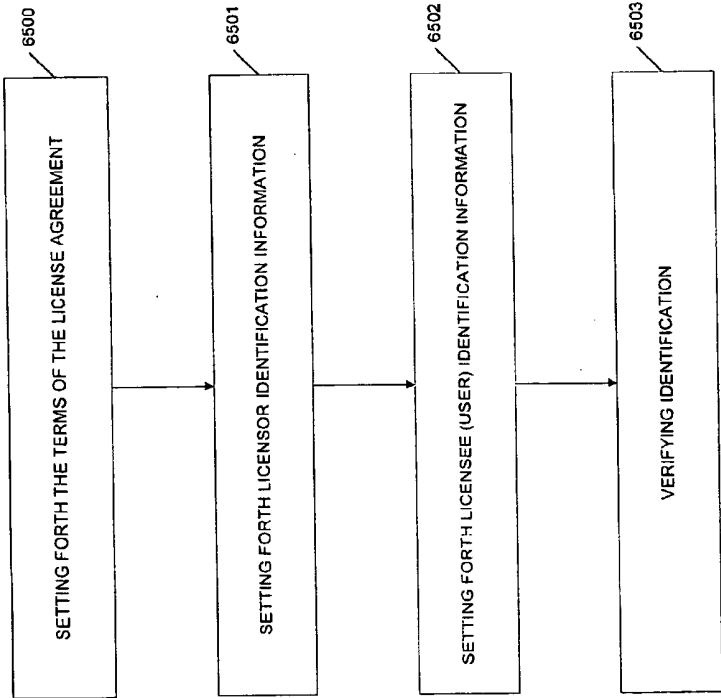 6500
SETTING FORTH THE TERMS OF THE LICENSE AGREEMENT
6501
SETTING FORTH LICENSOR IDENTIFICATION INFORMATION
6502
SETTING FORTH LICENSEE (USER) IDENTIFICATION INFORMATION
6503
VERIFYING IDENTIFICATION